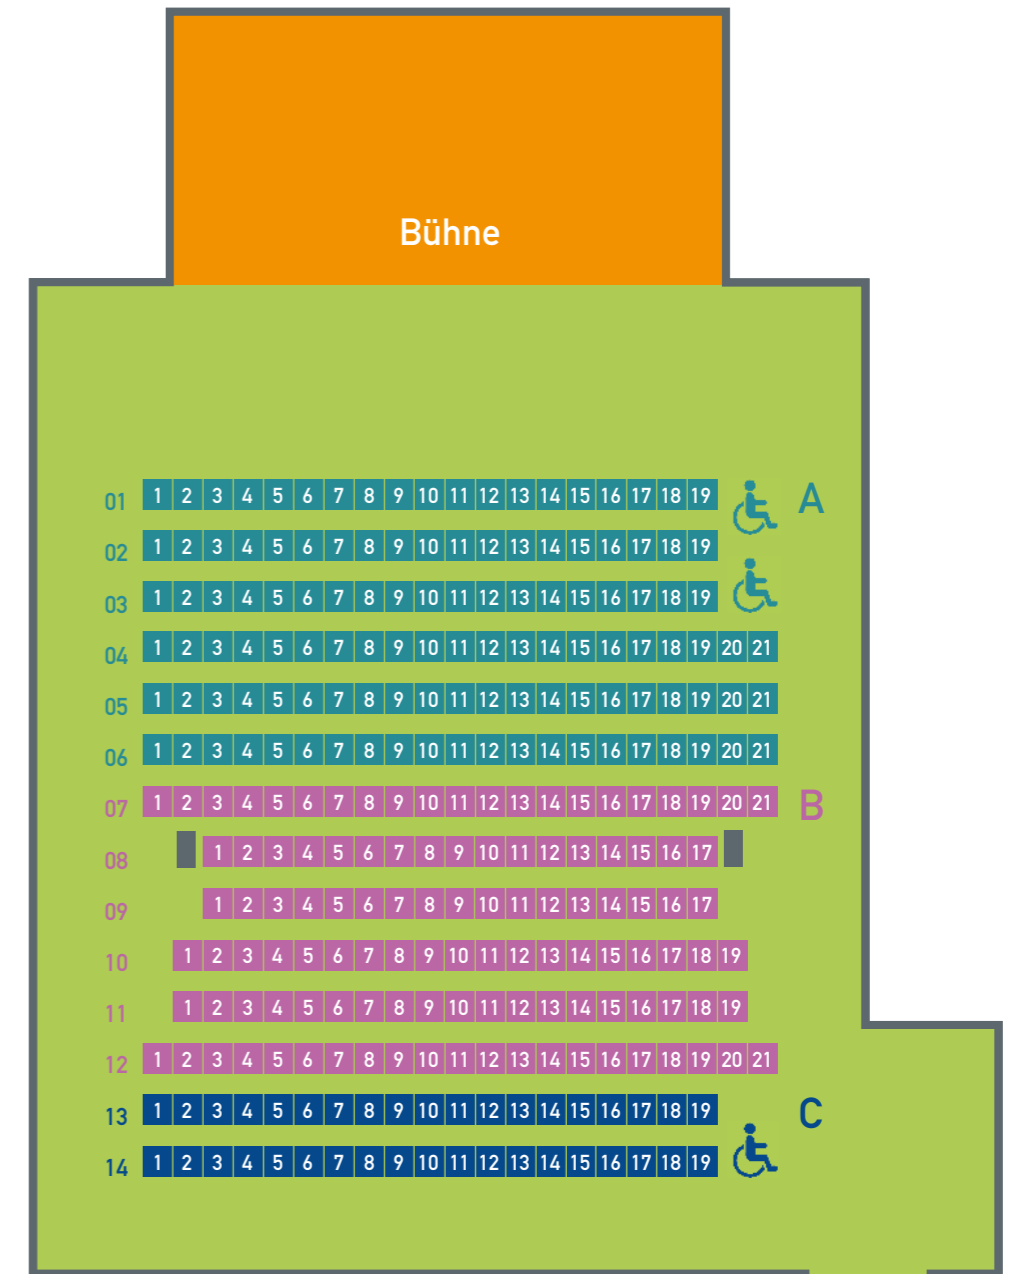 Bühne
01 1 2 3 4 5 6 7 8 9 10 11 12 13 14 15 16 17 18 19 A
02 1 2 3 4 5 6 7 8 9 10 11 12 13 14 15 16 17 18 19
03 1 2 3 4 5 6 7 8 9 10 11 12 13 14 15 16 17 18 19
04 1 2 3 4 5 6 7 8 9 10 11 12 13 14 15 16 17 18 19 20 21
05 1 2 3 4 5 6 7 8 9 10 11 12 13 14 15 16 17 18 19 20 21
06 1 2 3 4 5 6 7 8 9 10 11 12 13 14 15 16 17 18 19 20 21
07 1 2 3 4 5 6 7 8 9 10 11 12 13 14 15 16 17 18 19 20 21 B
08 1 2 3 4 5 6 7 8 9 10 11 12 13 14 15 16 17
09 1 2 3 4 5 6 7 8 9 10 11 12 13 14 15 16 17
10 1 2 3 4 5 6 7 8 9 10 11 12 13 14 15 16 17 18 19
11 1 2 3 4 5 6 7 8 9 10 11 12 13 14 15 16 17 18 19
12 1 2 3 4 5 6 7 8 9 10 11 12 13 14 15 16 17 18 19 20 21
13 1 2 3 4 5 6 7 8 9 10 11 12 13 14 15 16 17 18 19 C
14 1 2 3 4 5 6 7 8 9 10 11 12 13 14 15 16 17 18 19